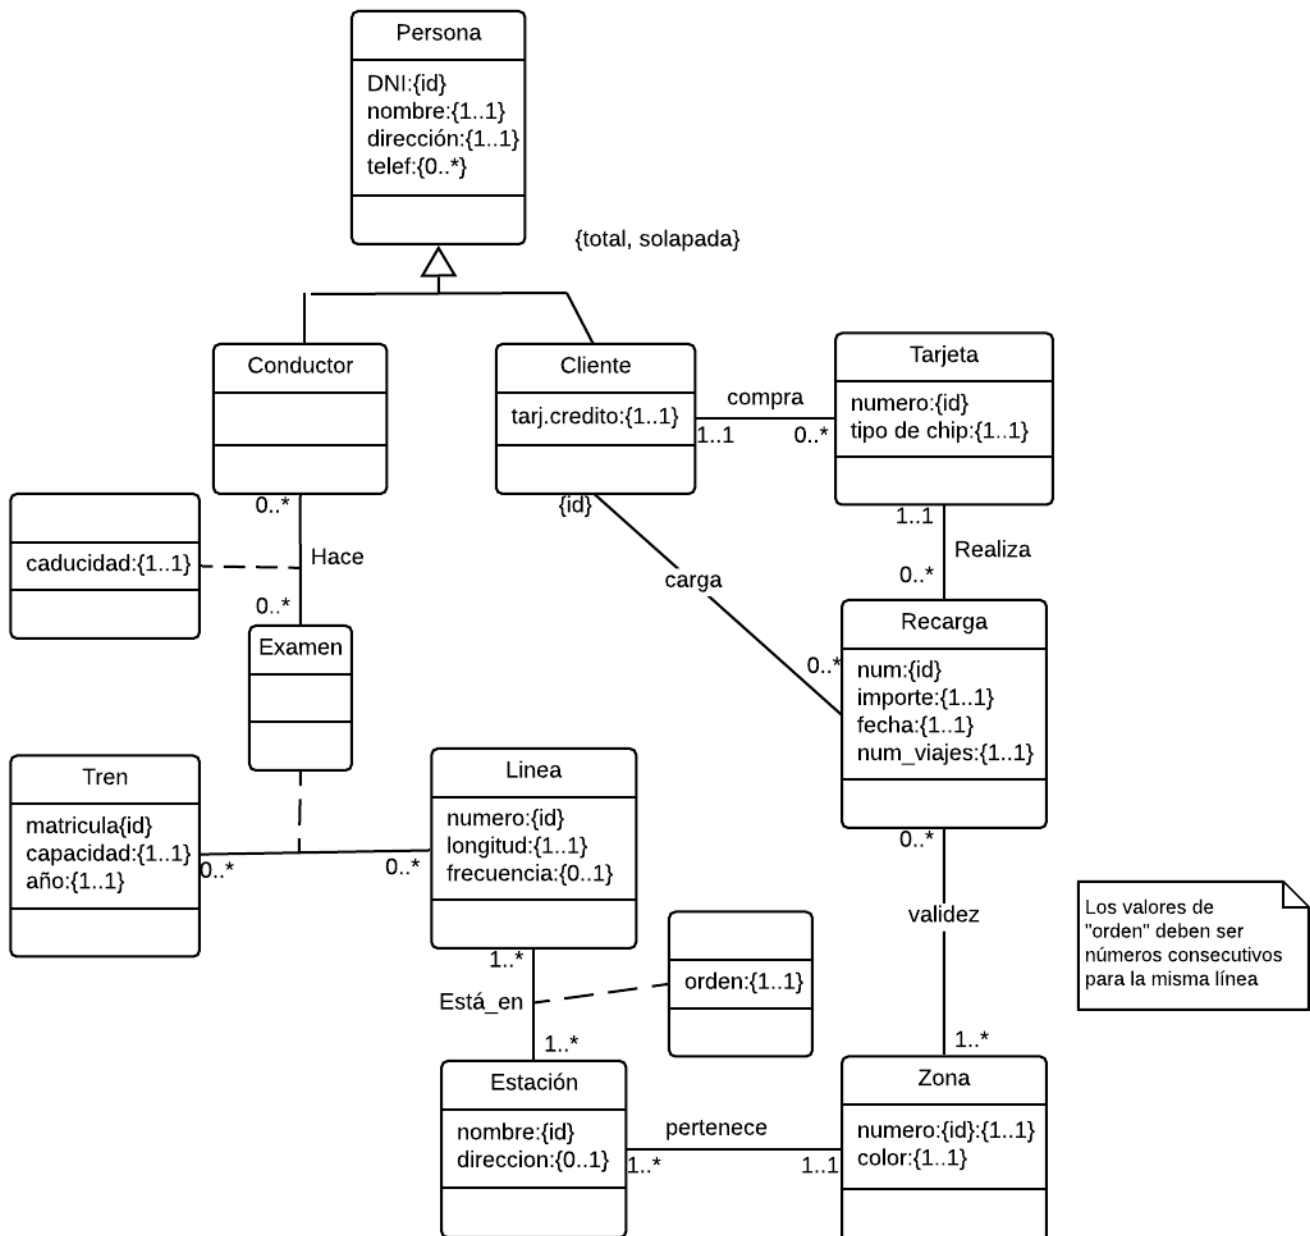 Persona
DNI:{id}
nombre:{1..1}
dirección:{1..1}
telef:{0..*}
{total, solapada}
Conductor
Cliente
tarj.credito:{1..1}
compra
1..1
0..*
Tarjeta
numero:{id}
tipo de chip:{1..1}
0..*
{id}
1..1
caducidad:{1..1}
Hace
Realiza
carga
0..*
0..*
Examen
Recarga
num:{id}
importe:{1..1}
fecha:{1..1}
num_viajes:{1..1}
0..*
Tren
matricula{id}
capacidad:{1..1}
año:{1..1}
0..*
0..*
Linea
numero:{id}
longitud:{1..1}
frecuencia:{0..1}
0..*
validez
Los valores de
"orden" deben ser
números consecutivos
para la misma línea
1..*
Está_en
orden:{1..1}
1..*
1..*
Estación
nombre:{id}
direccion:{0..1}
pertenece
1..*
1..1
Zona
numero:{id}:{1..1}
color:{1..1}